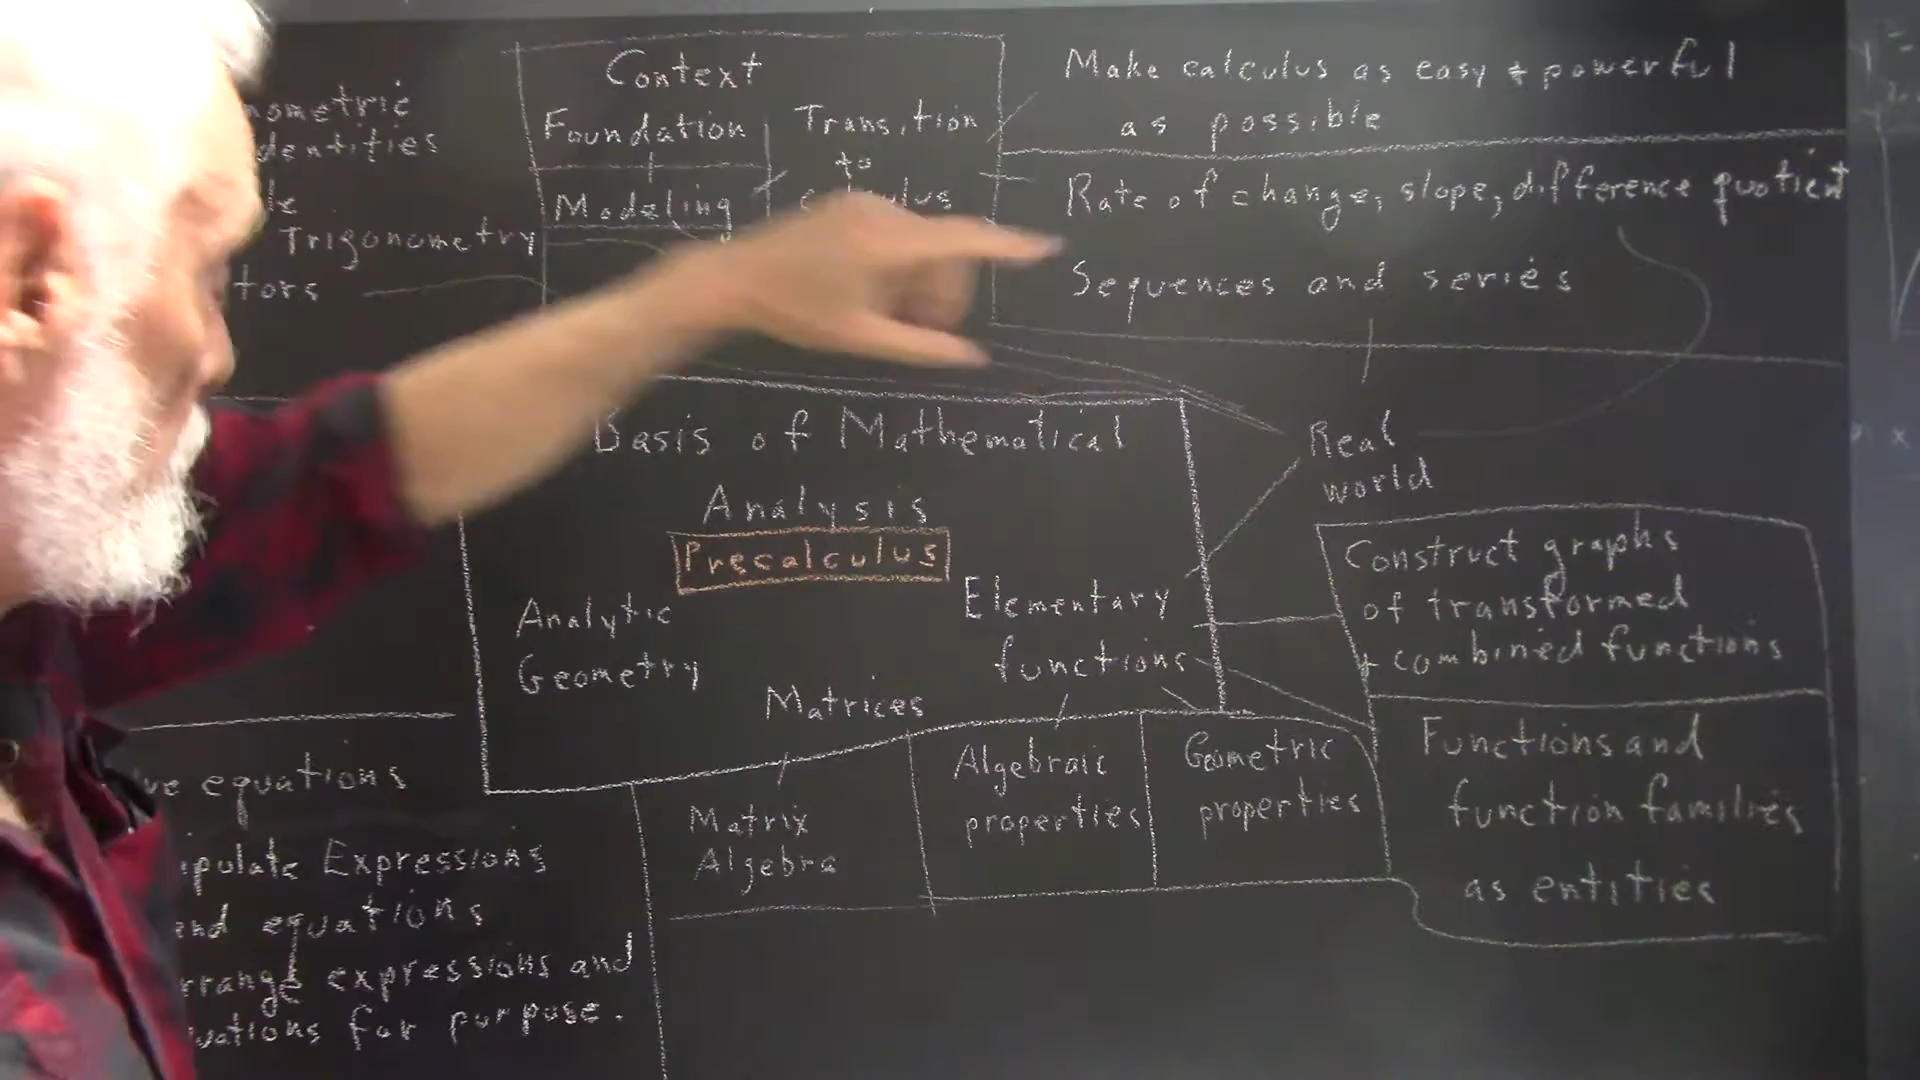 Context
Foundation
Modeling
Transition
to
Make calculus as easy + powerful
as possible
Rate of change, slope, difference quotient
Sequences and series
Real
world
Trigonometry
Basis of Mathematical
Analysis
Precalculus
Analytic
Geometry
Matrices
Elementary
functions
Construct graphs
of transformed
+ combined functions
Functions and
function families
as entities
Matrix
Algebra
Algebraic
properties
Geometric
properties
equations
Expressions
and equations
expressions and
for purpose.